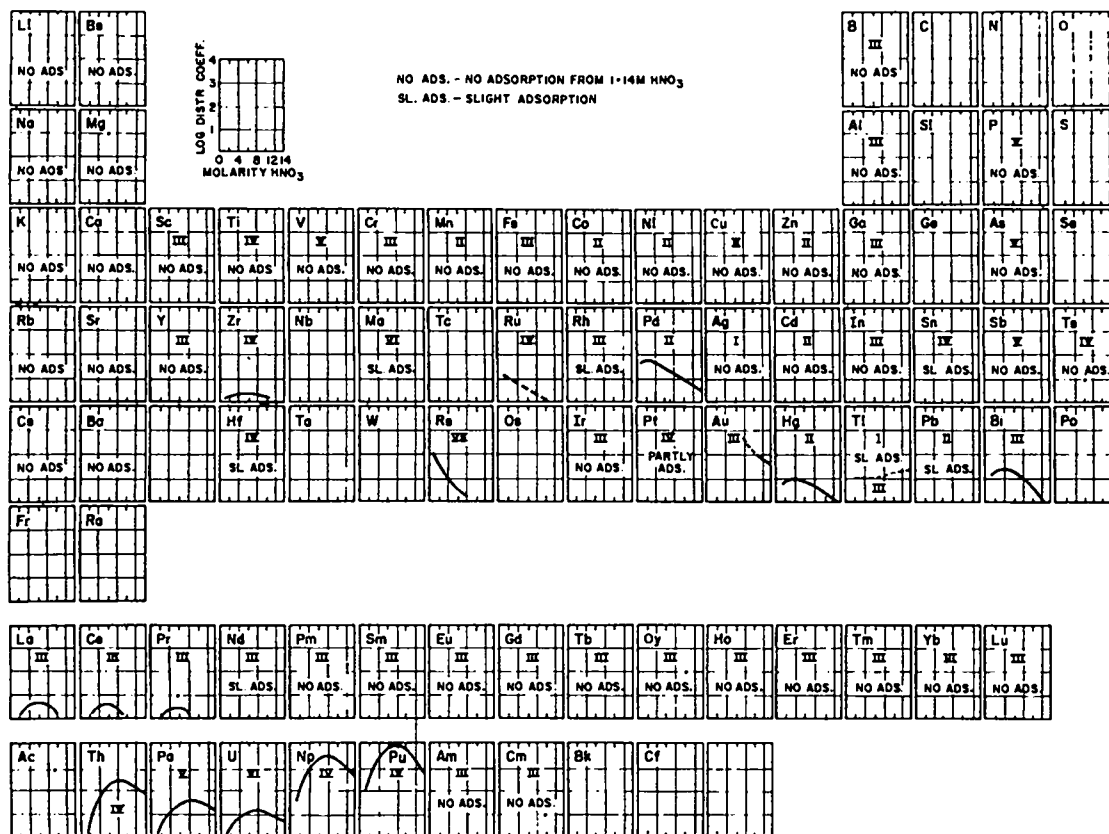 Li Be B C N O
III
NO ADS NO ADS. NO ADS
LOG DISTR COEFF.
4
3
2
1
0 4 8 12 14
MOLARITY HNO3
NO ADS. - NO ADSORPTION FROM 1-14M HNO3
SL. ADS. - SLIGHT ADSORPTION
Na Mg Al Si P S
III V
NO ADS NO ADS. NO ADS. NO ADS.
K Ca Sc Ti V Cr Mn Fe Co Ni Cu Zn Ga Ge As Se
III IV V III II III II II II II III V
NO ADS NO ADS. NO ADS. NO ADS. NO ADS. NO ADS. NO ADS. NO ADS. NO ADS. NO ADS. NO ADS. NO ADS. NO ADS. NO ADS.
Rb Sr Y Zr Nb Mo Tc Ru Rh Pd Ag Cd In Sn Sb Te
III IV VI IV III II I II III IV V IV
NO ADS NO ADS. NO ADS. SL. ADS. SL. ADS. NO ADS. NO ADS. NO ADS. SL. ADS. NO ADS. NO ADS.
Cs Ba Hf Ta W Re Os Ir Pt Au Hg Tl Pb Bi Po
IV VII III IV III II I II III
NO ADS NO ADS. SL ADS. NO ADS. PARTLY ADS. SL ADS. SL ADS.
III
Fr Ra
La Ce Pr Nd Pm Sm Eu Gd Tb Dy Ho Er Tm Yb Lu
III III III III III III III III III III III III III III III
SL. ADS. NO ADS. NO ADS. NO ADS. NO ADS. NO ADS. NO ADS. NO ADS. NO ADS. NO ADS. NO ADS. NO ADS.
Ac Th Pa U Np Pu Am Cm Bk Cf
IV V VI IV IV III III
NO ADS. NO ADS.